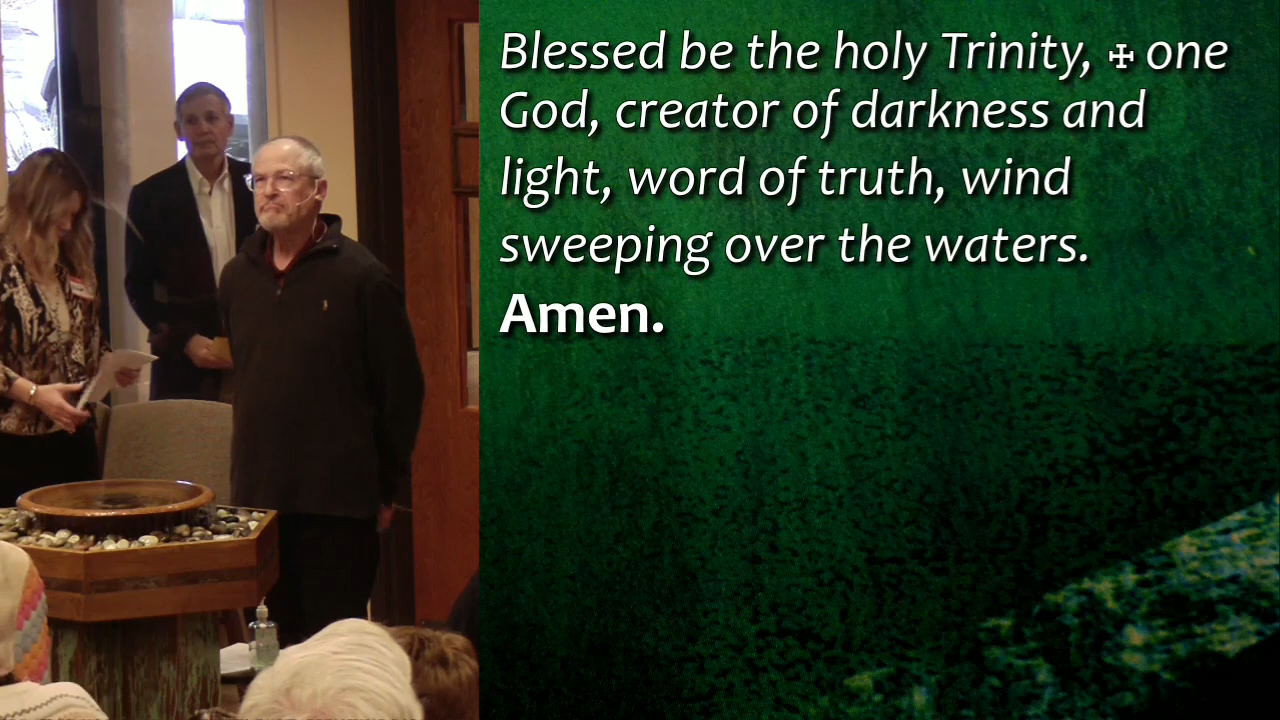 Blessed be the holy Trinity, ☩ one
God, creator of darkness and
light, word of truth, wind
sweeping over the waters.
Amen.